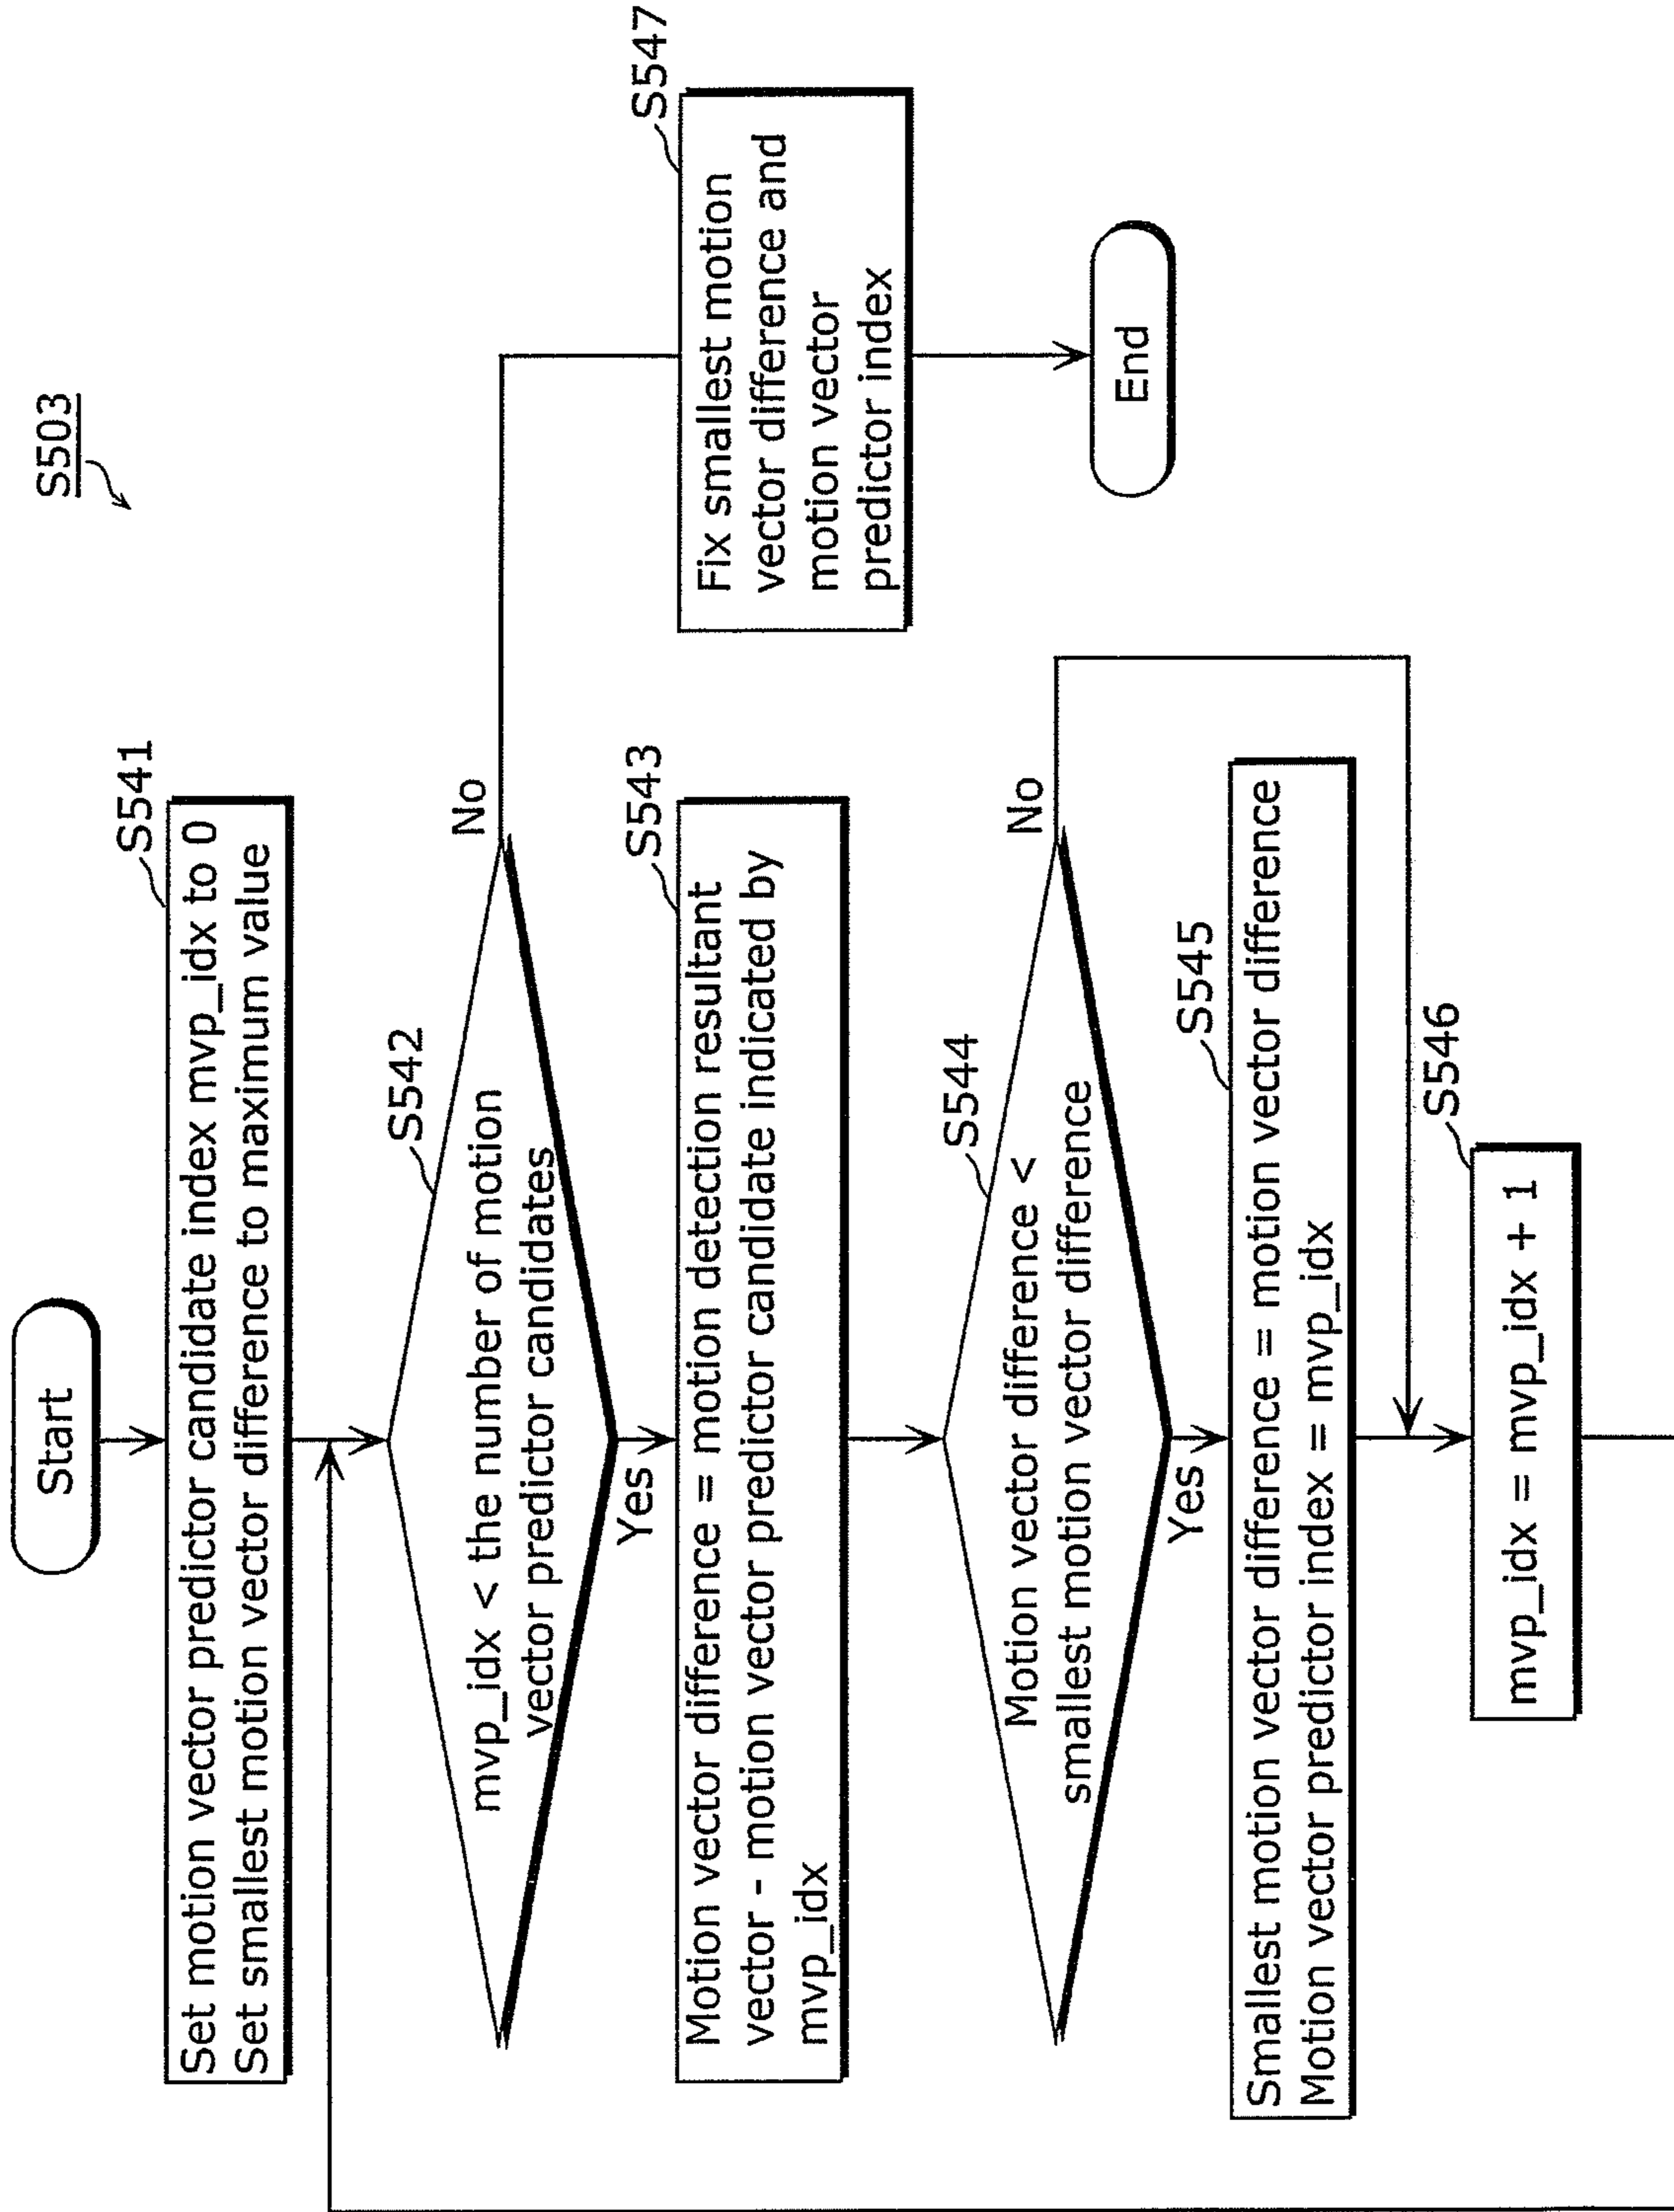 S503
Start
S541
Set motion vector predictor candidate index mvp_idx to 0
Set smallest motion vector difference to maximum value
S542
mvp_idx < the number of motion
vector predictor candidates
No
Yes
S543
Motion vector difference = motion detection resultant
vector - motion vector predictor candidate indicated by
mvp_idx
S544
Motion vector difference <
smallest motion vector difference
No
Yes
S545
Smallest motion vector difference = motion vector difference
Motion vector predictor index = mvp_idx
S546
mvp_idx = mvp_idx + 1
S547
Fix smallest motion
vector difference and
motion vector
predictor index
End